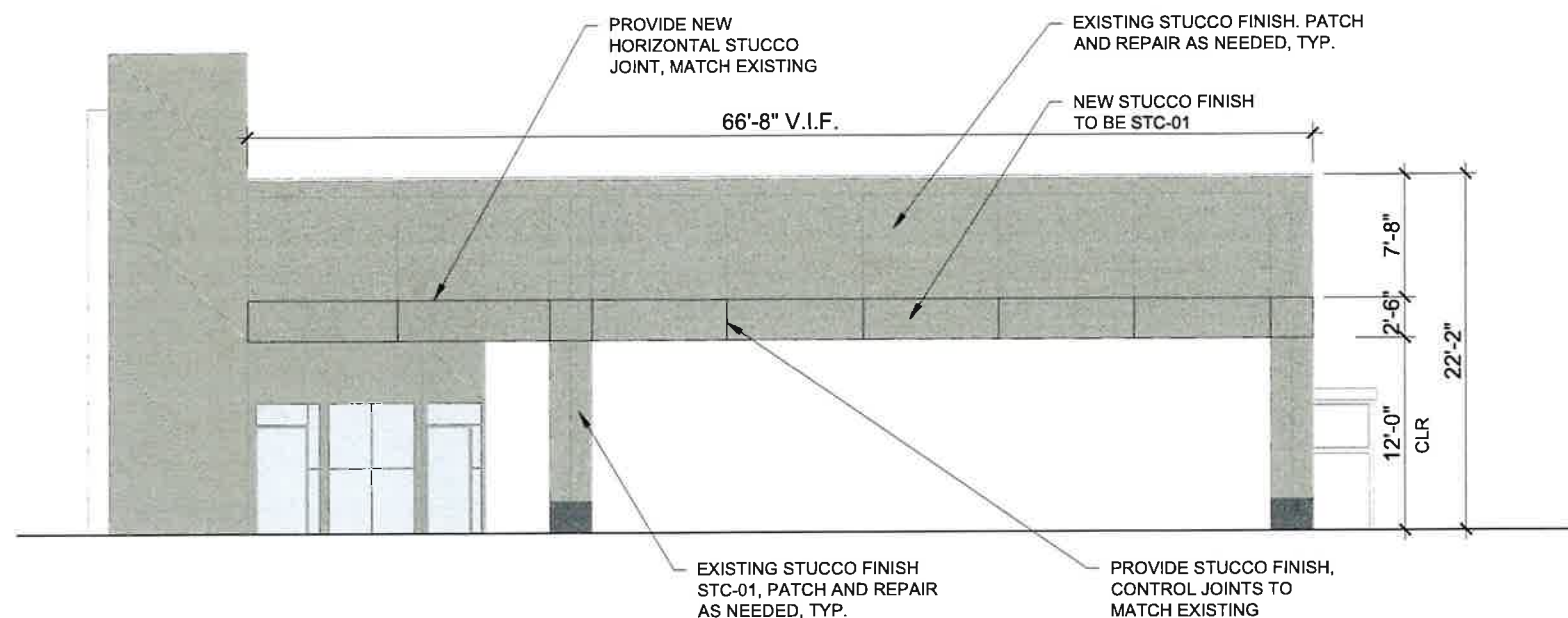 PROVIDE NEW
HORIZONTAL STUCCO
JOINT, MATCH EXISTING
EXISTING STUCCO FINISH. PATCH
AND REPAIR AS NEEDED, TYP.
NEW STUCCO FINISH
TO BE STC-01
66'-8" V.I.F.
7'-8"
2'-6"
22'-2"
12'-0"
CLR
EXISTING STUCCO FINISH
STC-01, PATCH AND REPAIR
AS NEEDED, TYP.
PROVIDE STUCCO FINISH,
CONTROL JOINTS TO
MATCH EXISTING